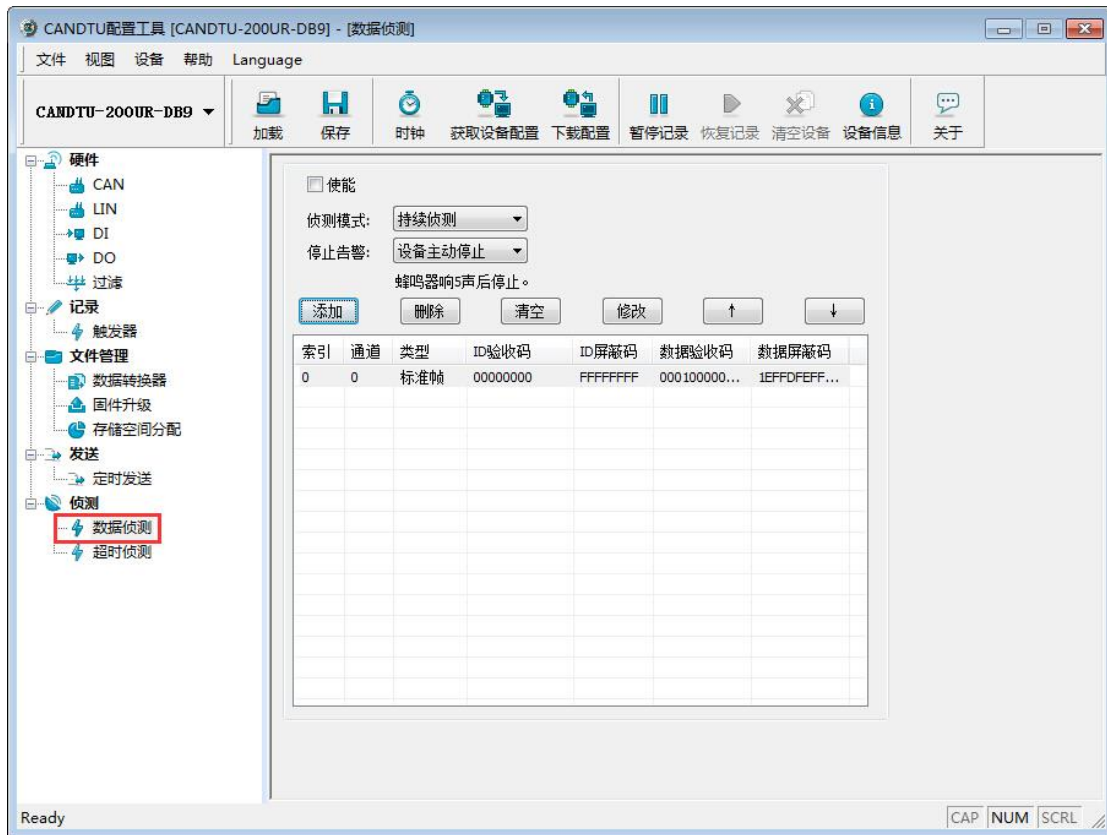 CANDTU配置工具 [CANDTU-200UR-DB9] - [数据侦测]
文件 视图 设备 帮助 Language
CANDTU-200UR-DB9
加载 保存 时钟 获取设备配置 下载配置 暂停记录 恢复记录 清空设备 设备信息 关于
硬件
CAN
LIN
DI
DO
过滤
记录
触发器
文件管理
数据转换器
固件升级
存储空间分配
发送
定时发送
侦测
数据侦测
超时侦测
使能
侦测模式: 持续侦测
停止告警: 设备主动停止
蜂鸣器响5声后停止。
添加 删除 清空 修改 ↑ ↓
索引 通道 类型 ID验收码 ID屏蔽码 数据验收码 数据屏蔽码
0 0 标准帧 00000000 FFFFFFFF 000100000... 1EFFDFEFF...
Ready CAP NUM SCRL